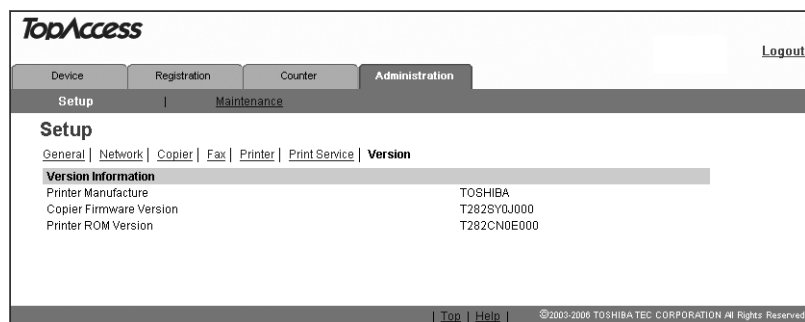 TopAccess
Logout
Device Registration Counter Administration
Setup | Maintenance
Setup
General | Network | Copier | Fax | Printer | Print Service | Version
Version Information
Printer Manufacture TOSHIBA
Copier Firmware Version T282SY0J000
Printer ROM Version T282CN0E000
| Top | Help | ©2003-2006 TOSHIBA TEC CORPORATION All Rights Reserved